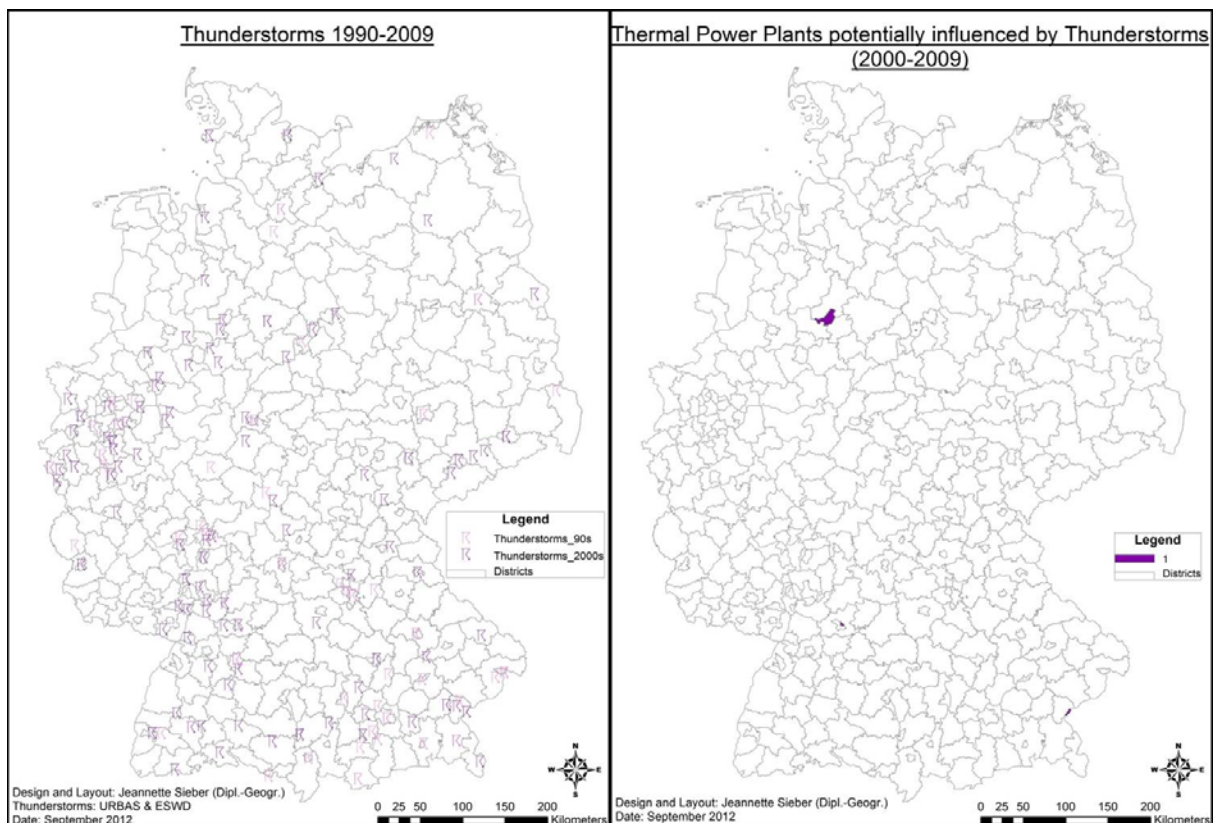 Thunderstorms 1990-2009
Legend
Thunderstorms_90s
Thunderstorms_2000s
Districts
N
W E
S
Design and Layout: Jeannette Sieber (Dipl.-Geogr.)
Thunderstorms: URBAS & ESWD
Date: September 2012
0 25 50 100 150 200
Kilometers
Thermal Power Plants potentially influenced by Thunderstorms
(2000-2009)
Legend
1
Districts
N
W E
S
Design and Layout: Jeannette Sieber (Dipl.-Geogr.)
Date: September 2012
0 25 50 100 150 200
Kilometers